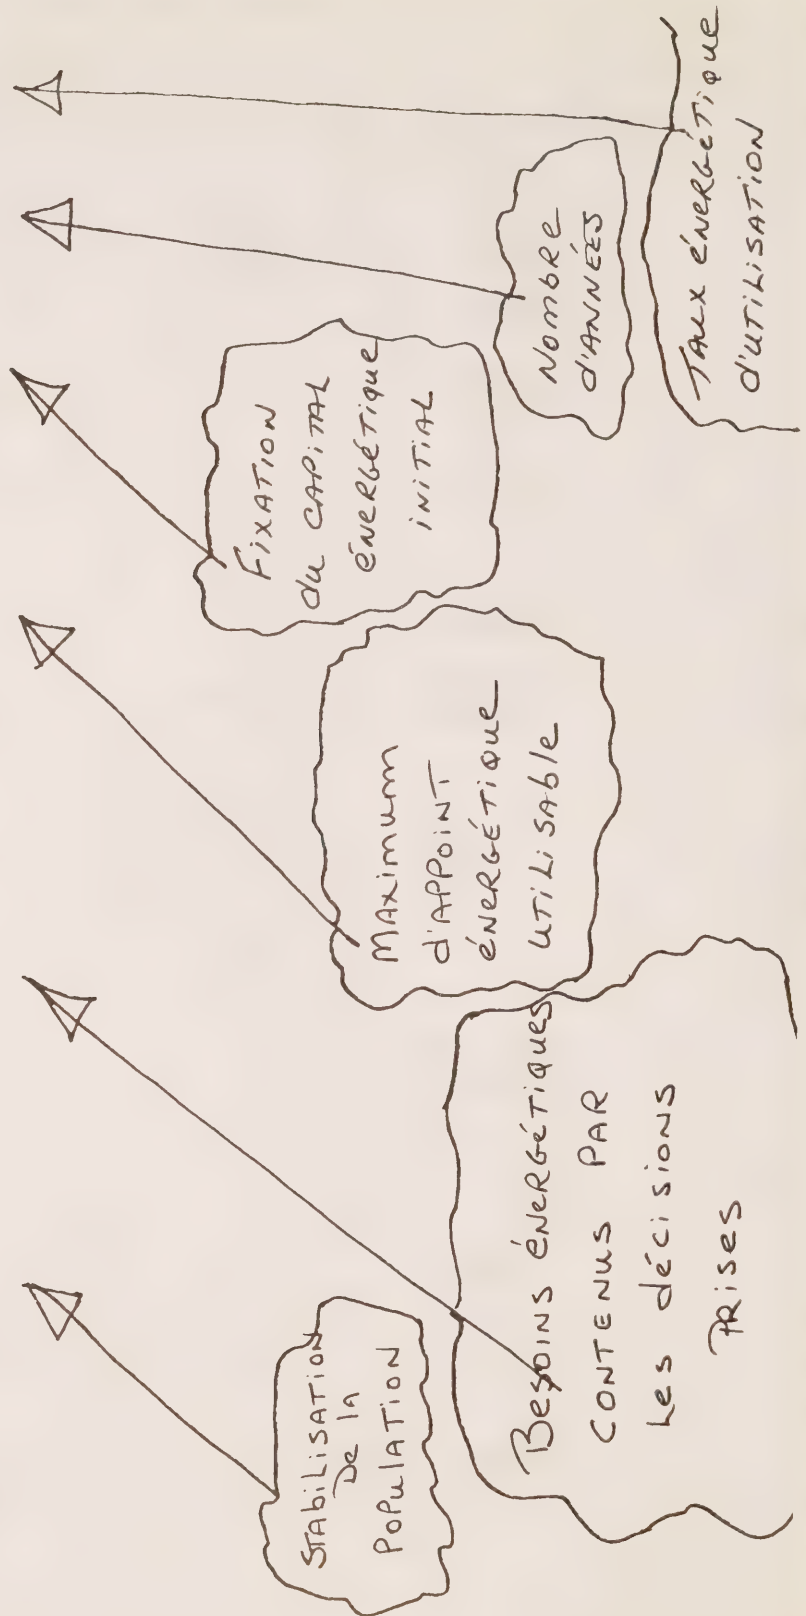 STABILISATION
De la
POPULATION
Besoins énergétiques
CONTENUS PAR
Les décisions
PRises
MAximum
d'APPOINT
énergétique
utilisable
FIXATION
du CAPITAL
énergétique
iNiTiAL
Nombre
d'ANNÉES
TAUX énergétique
d'utilisation